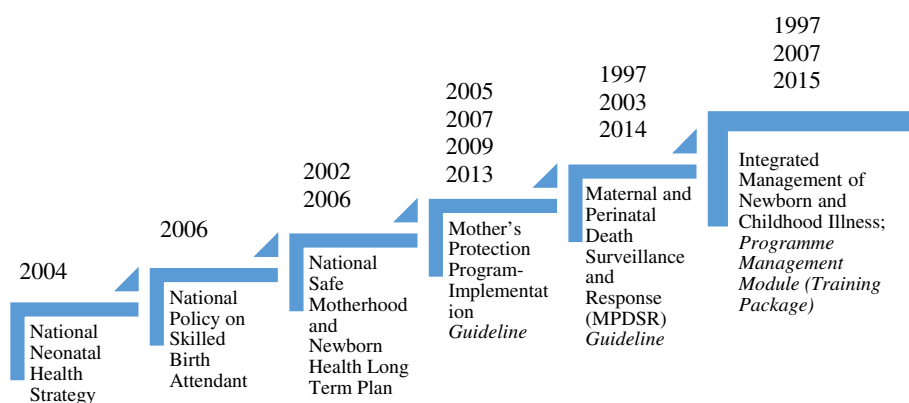 2004
National
Neonatal
Health
Strategy
2006
National
Policy on
Skilled
Birth
Attendant
2002
2006
National
Safe
Motherhood
and
Newborn
Health Long
Term Plan
2005
2007
2009
2013
Mother's
Protection
Program-
Implementat
ion
Guideline
1997
2003
2014
Maternal and
Perinatal
Death
Surveillance
and
Response
(MPDSR)
Guideline
1997
2007
2015
Integrated
Management of
Newborn and
Childhood Illness;
Programme
Management
Module (Training
Package)